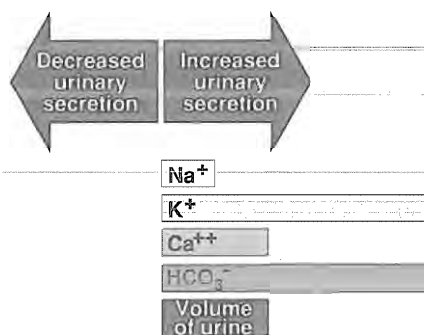 Decreased
urinary
secretion
Increased
urinary
secretion
Na⁺
K⁺
Ca⁺⁺
HCO₃⁻
Volume
of urine